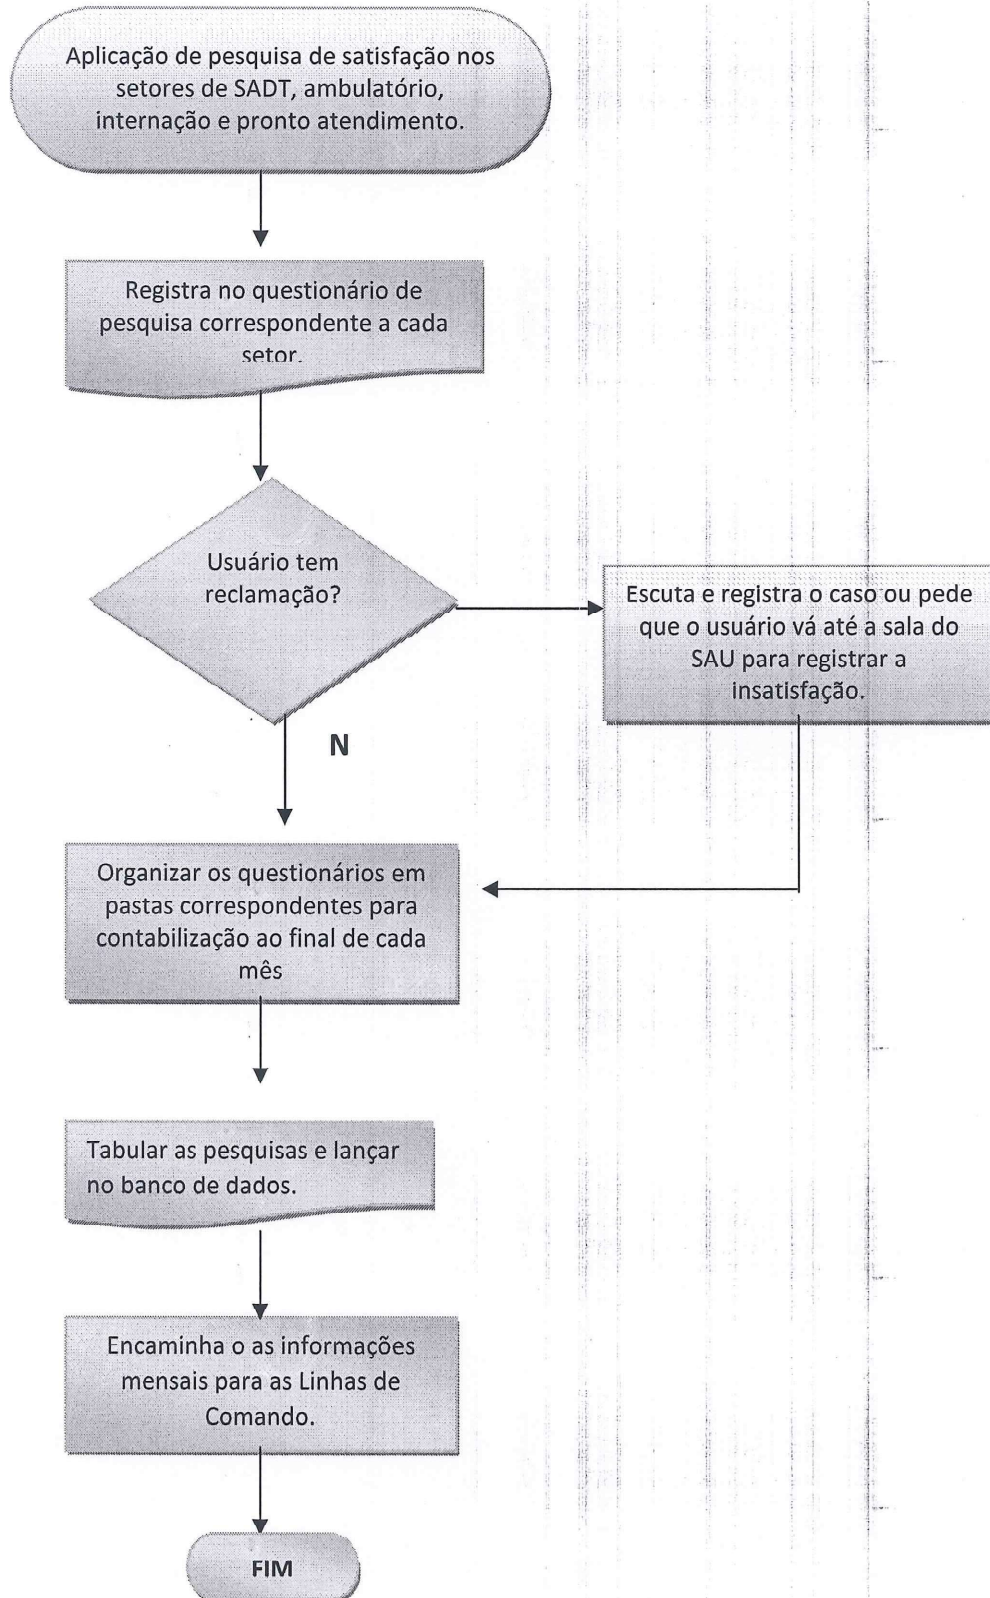 Aplicação de pesquisa de satisfação nos
setores de SADT, ambulatório,
internação e pronto atendimento.
Registra no questionário de
pesquisa correspondente a cada
setor.
Usuário tem
reclamação?
Escuta e registra o caso ou pede
que o usuário vá até a sala do
SAU para registrar a
insatisfação.
N
Organizar os questionários em
pastas correspondentes para
contabilização ao final de cada
mês
Tabular as pesquisas e lançar
no banco de dados.
Encaminha o as informações
mensais para as Linhas de
Comando.
FIM